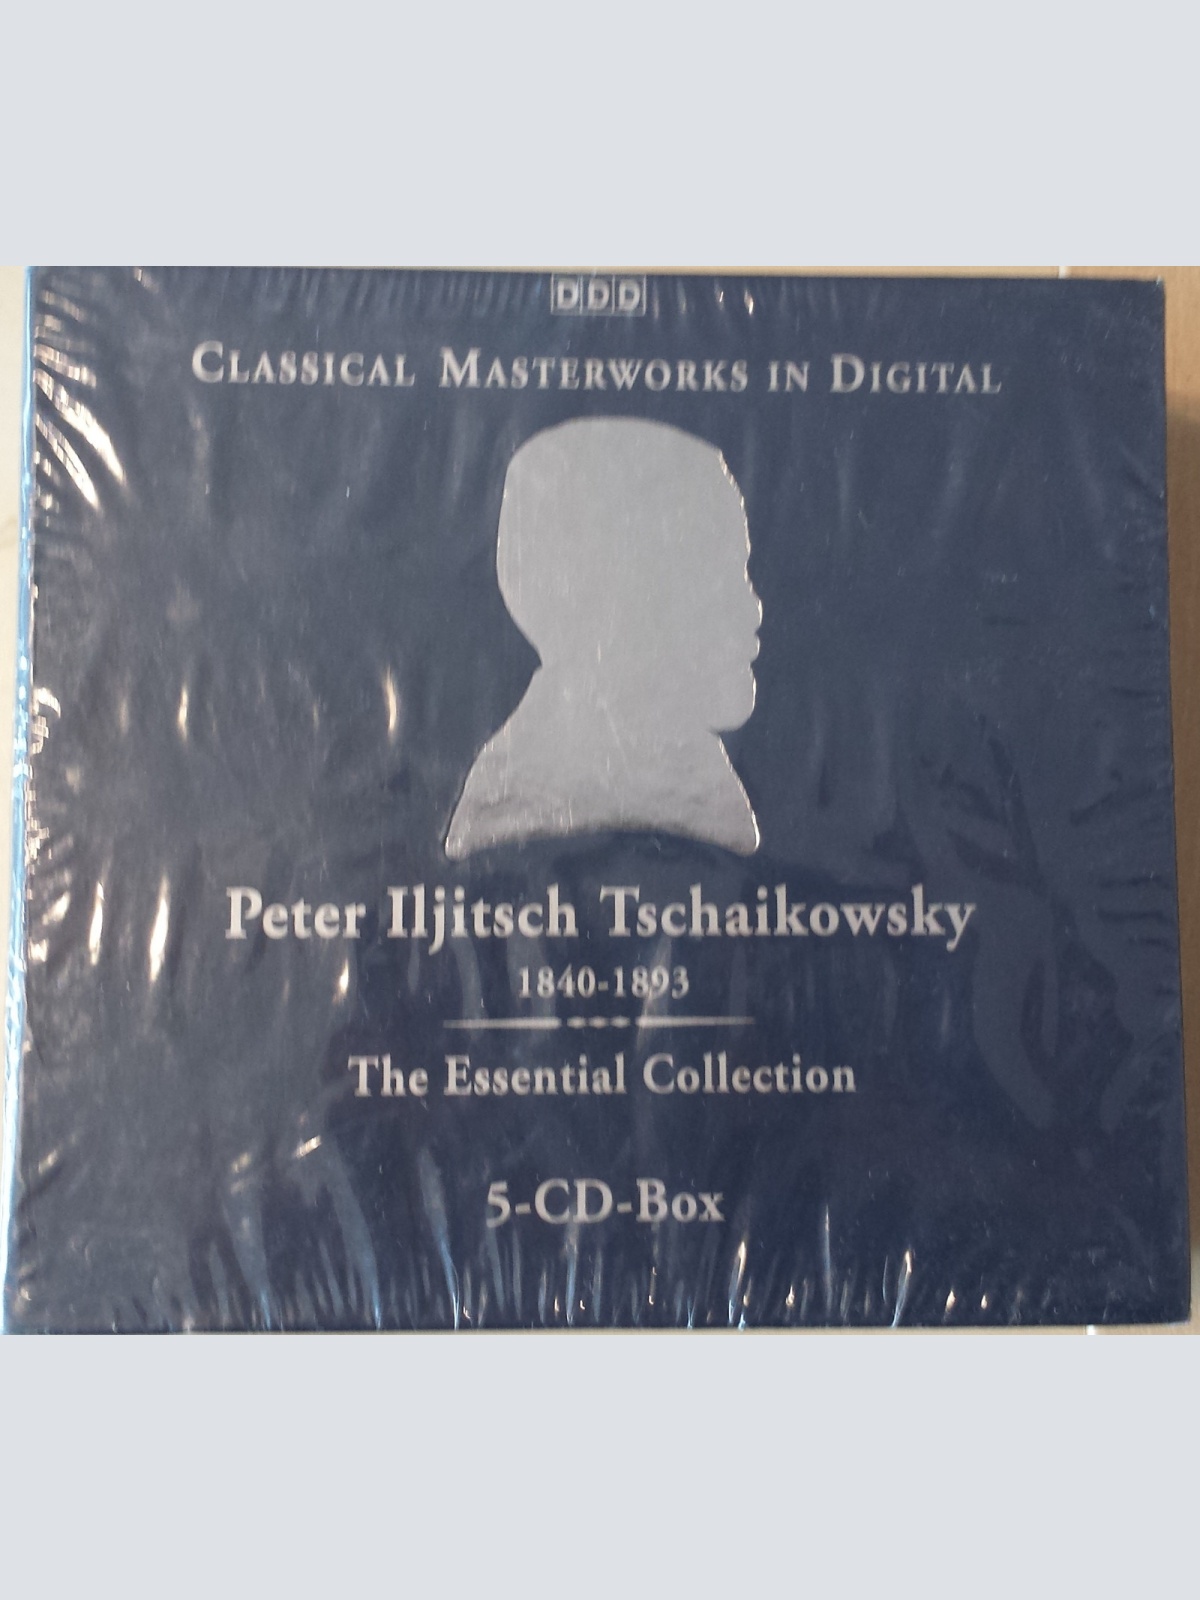 DDD
CLASSICAL MASTERWORKS IN DIGITAL
Peter Iljitsch Tschaikowsky
1840-1893
The Essential Collection
5-CD-Box